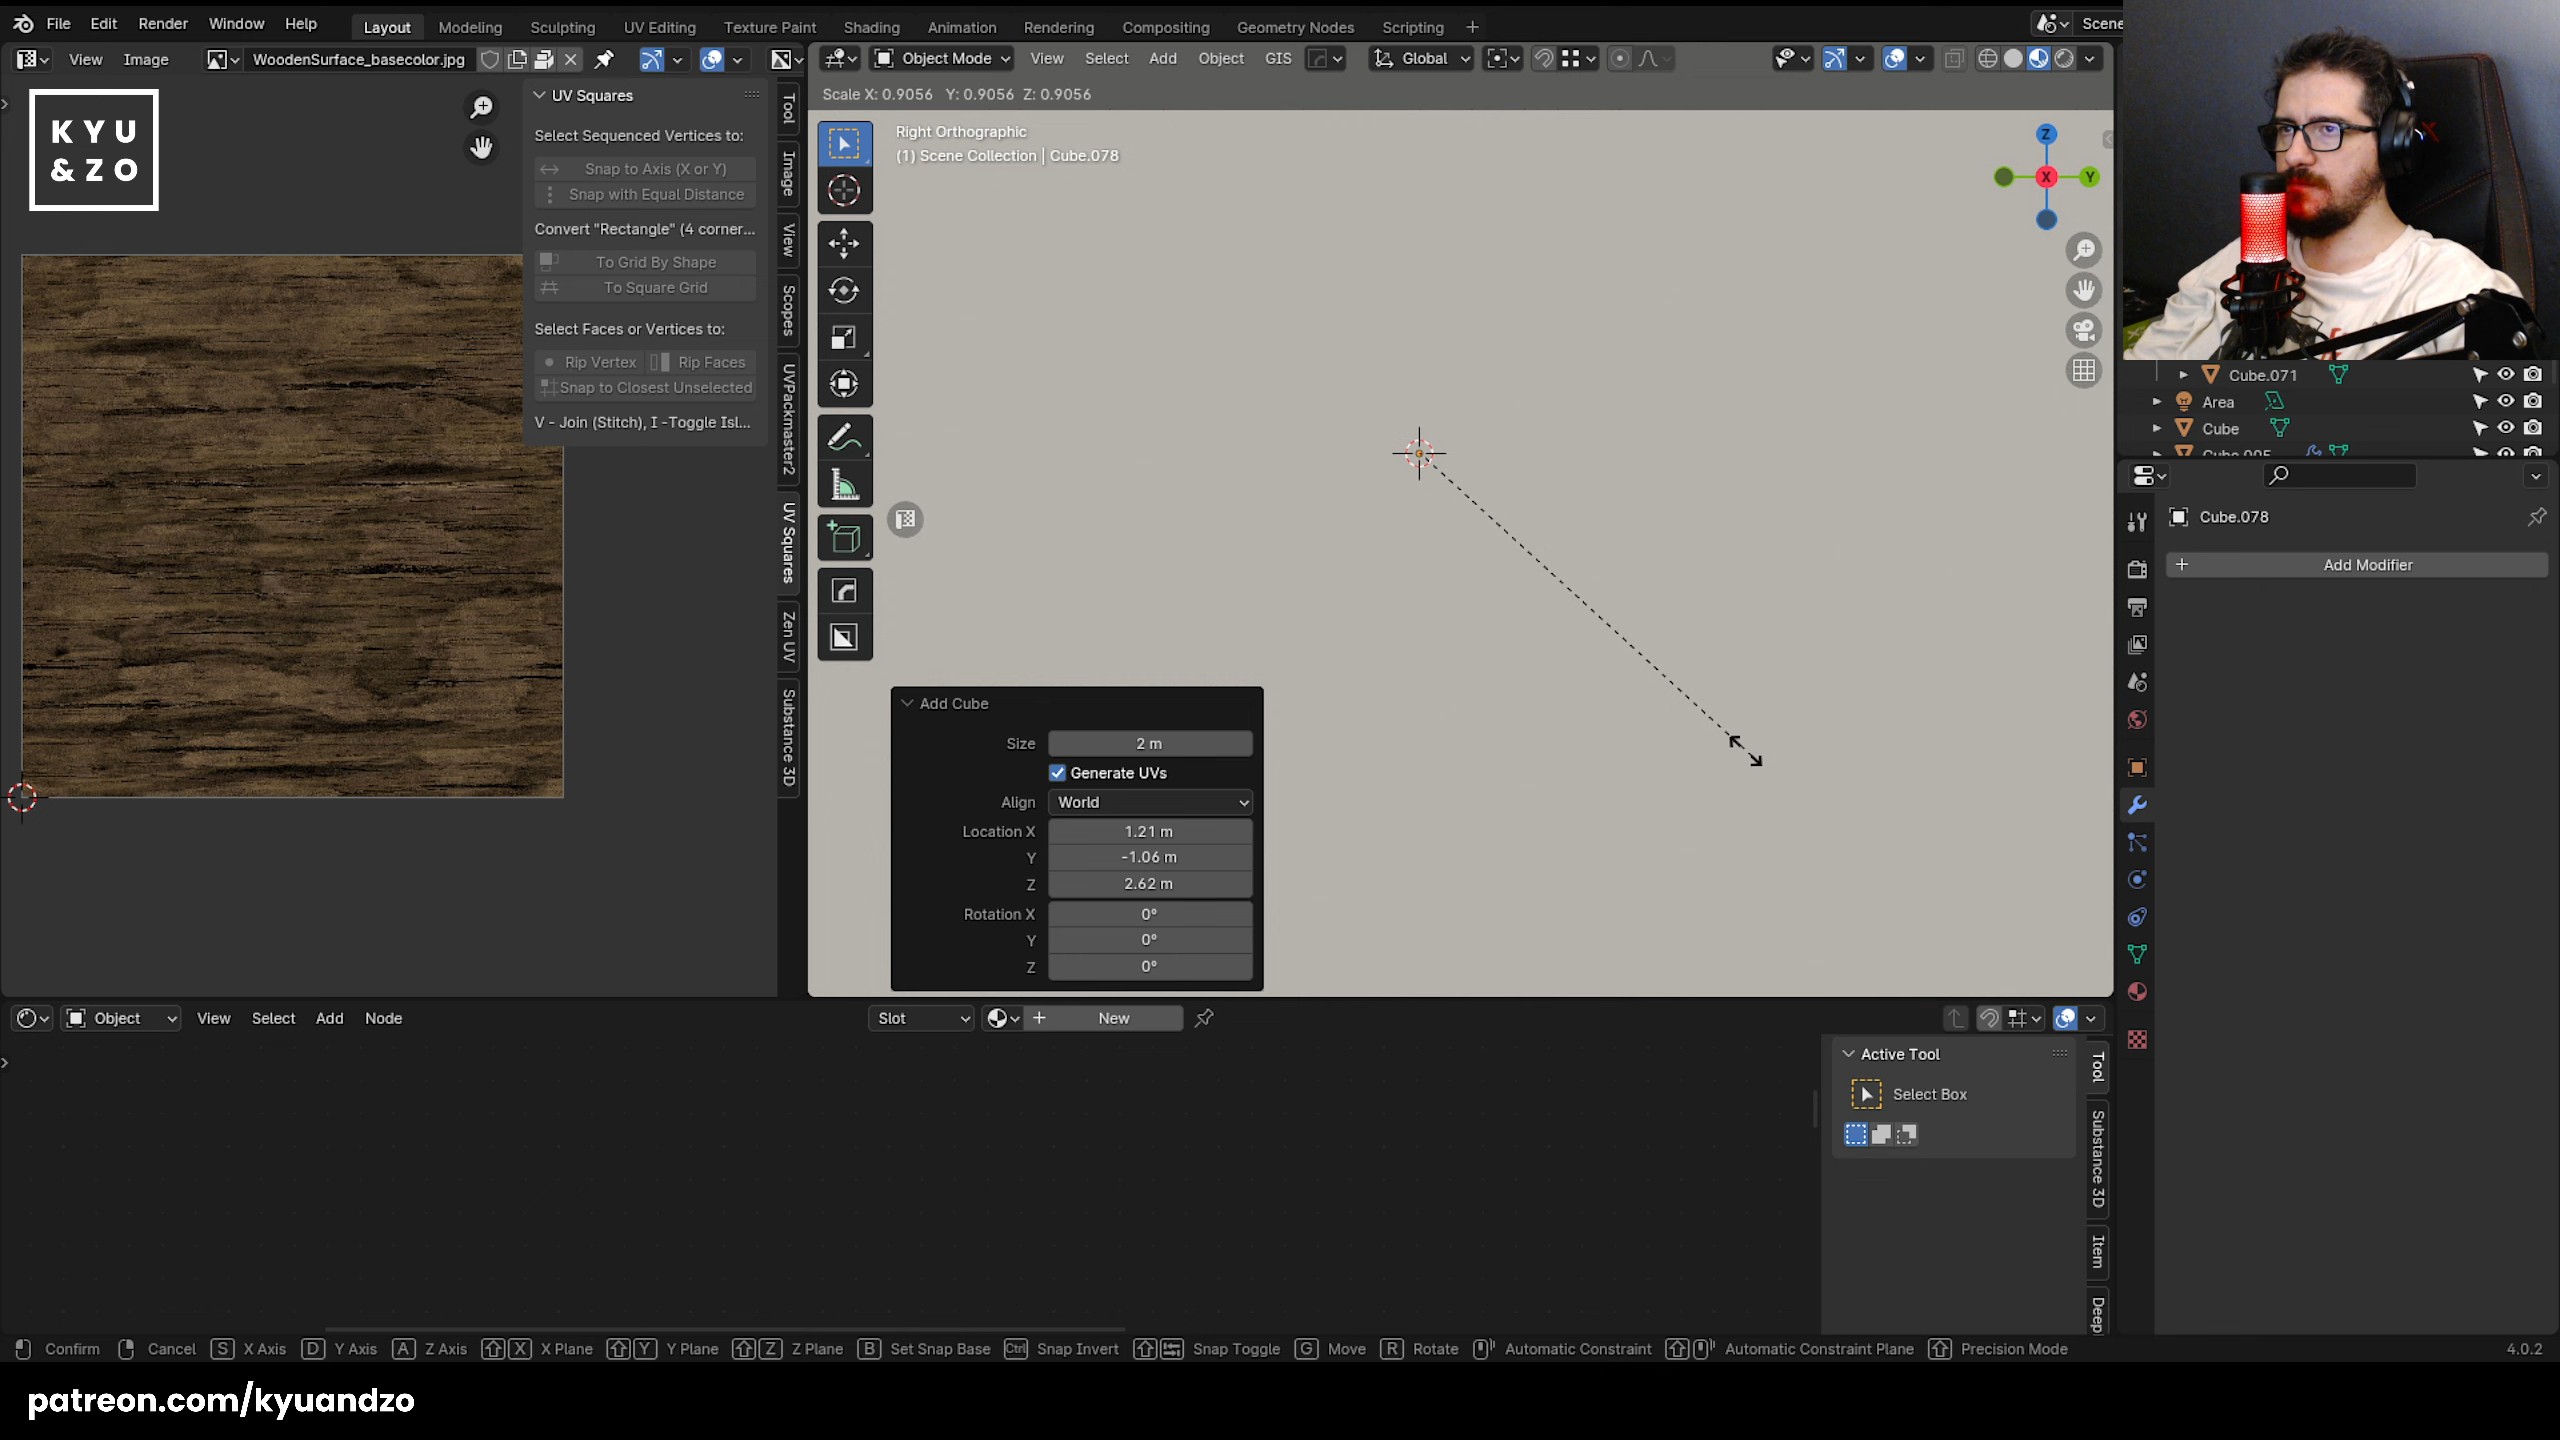 File Edit Render Window Help Layout Modeling Sculpting UV Editing Texture Paint Shading Animation Rendering Compositing Geometry Nodes Scripting + Scene
View Image WoodenSurface_basecolor.jpg
Object Mode View Select Add Object GIS Global
Scale X: 0.9056 Y: 0.9056 Z: 0.9056
KYU
&ZO
UV Squares
Select Sequenced Vertices to:
Snap to Axis (X or Y)
Snap with Equal Distance
Convert "Rectangle" (4 corner...
To Grid By Shape
To Square Grid
Select Faces or Vertices to:
Rip Vertex Rip Faces
Snap to Closest Unselected
V - Join (Stitch), I -Toggle Isl...
Tool
Image
View
Scopes
UVPackmaster2
UV Squares
Zen UV
Substance 3D
Right Orthographic
(1) Scene Collection | Cube.078
Z
X
Y
Add Cube
Size 2 m
Generate UVs
Align World
Location X 1.21 m
Y -1.06 m
Z 2.62 m
Rotation X 0°
Y 0°
Z 0°
Cube.071
Area
Cube
Cube.005
Cube.078
+ Add Modifier
Object View Select Add Node Slot + New
Active Tool
Select Box
Tool
Substance 3D
Item
Deep
Confirm Cancel S X Axis D Y Axis A Z Axis X X Plane Y Y Plane Z Z Plane B Set Snap Base Ctrl Snap Invert Snap Toggle G Move R Rotate Automatic Constraint Automatic Constraint Plane Precision Mode 4.0.2
patreon.com/kyuandzo